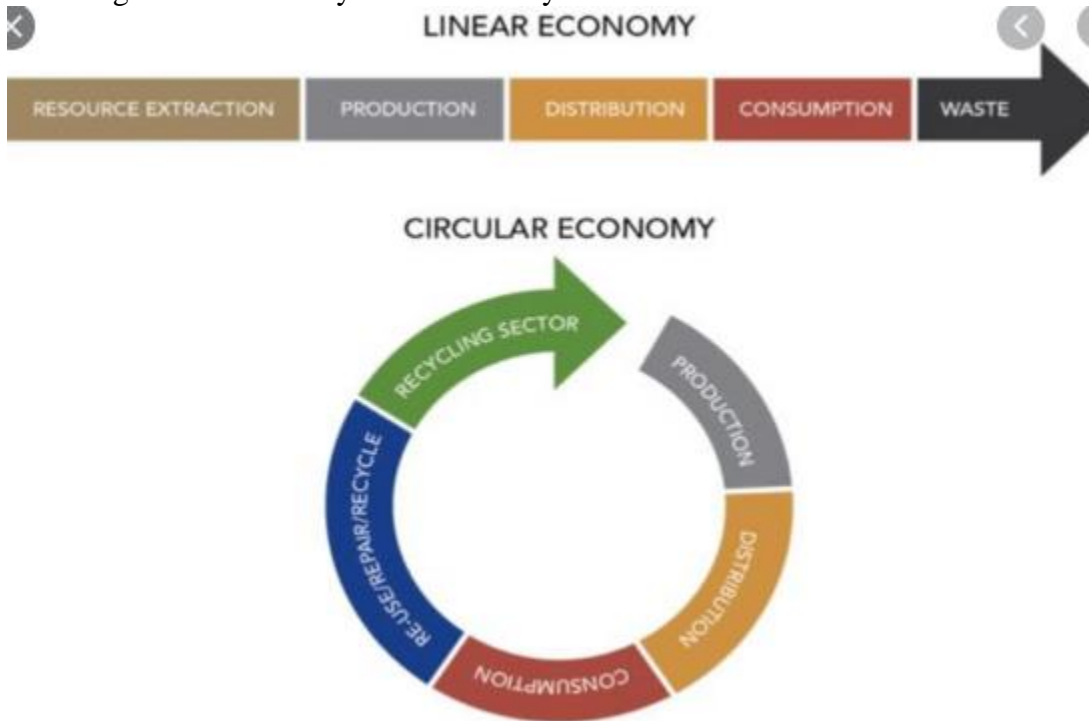 LINEAR ECONOMY
RESOURCE EXTRACTION PRODUCTION DISTRIBUTION CONSUMPTION WASTE
CIRCULAR ECONOMY
RECYCLING SECTOR
PRODUCTION
DISTRIBUTION
CONSUMPTION
RE-USE/REPAIR/RECYCLE